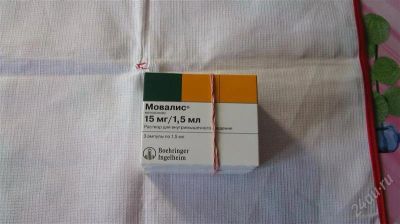 Мовалис®
мелоксикам
15 мг/1,5 мл
Раствор для внутримышечного введения
3 ампулы по 1,5 мл
Boehringer
Ingelheim
24au.ru